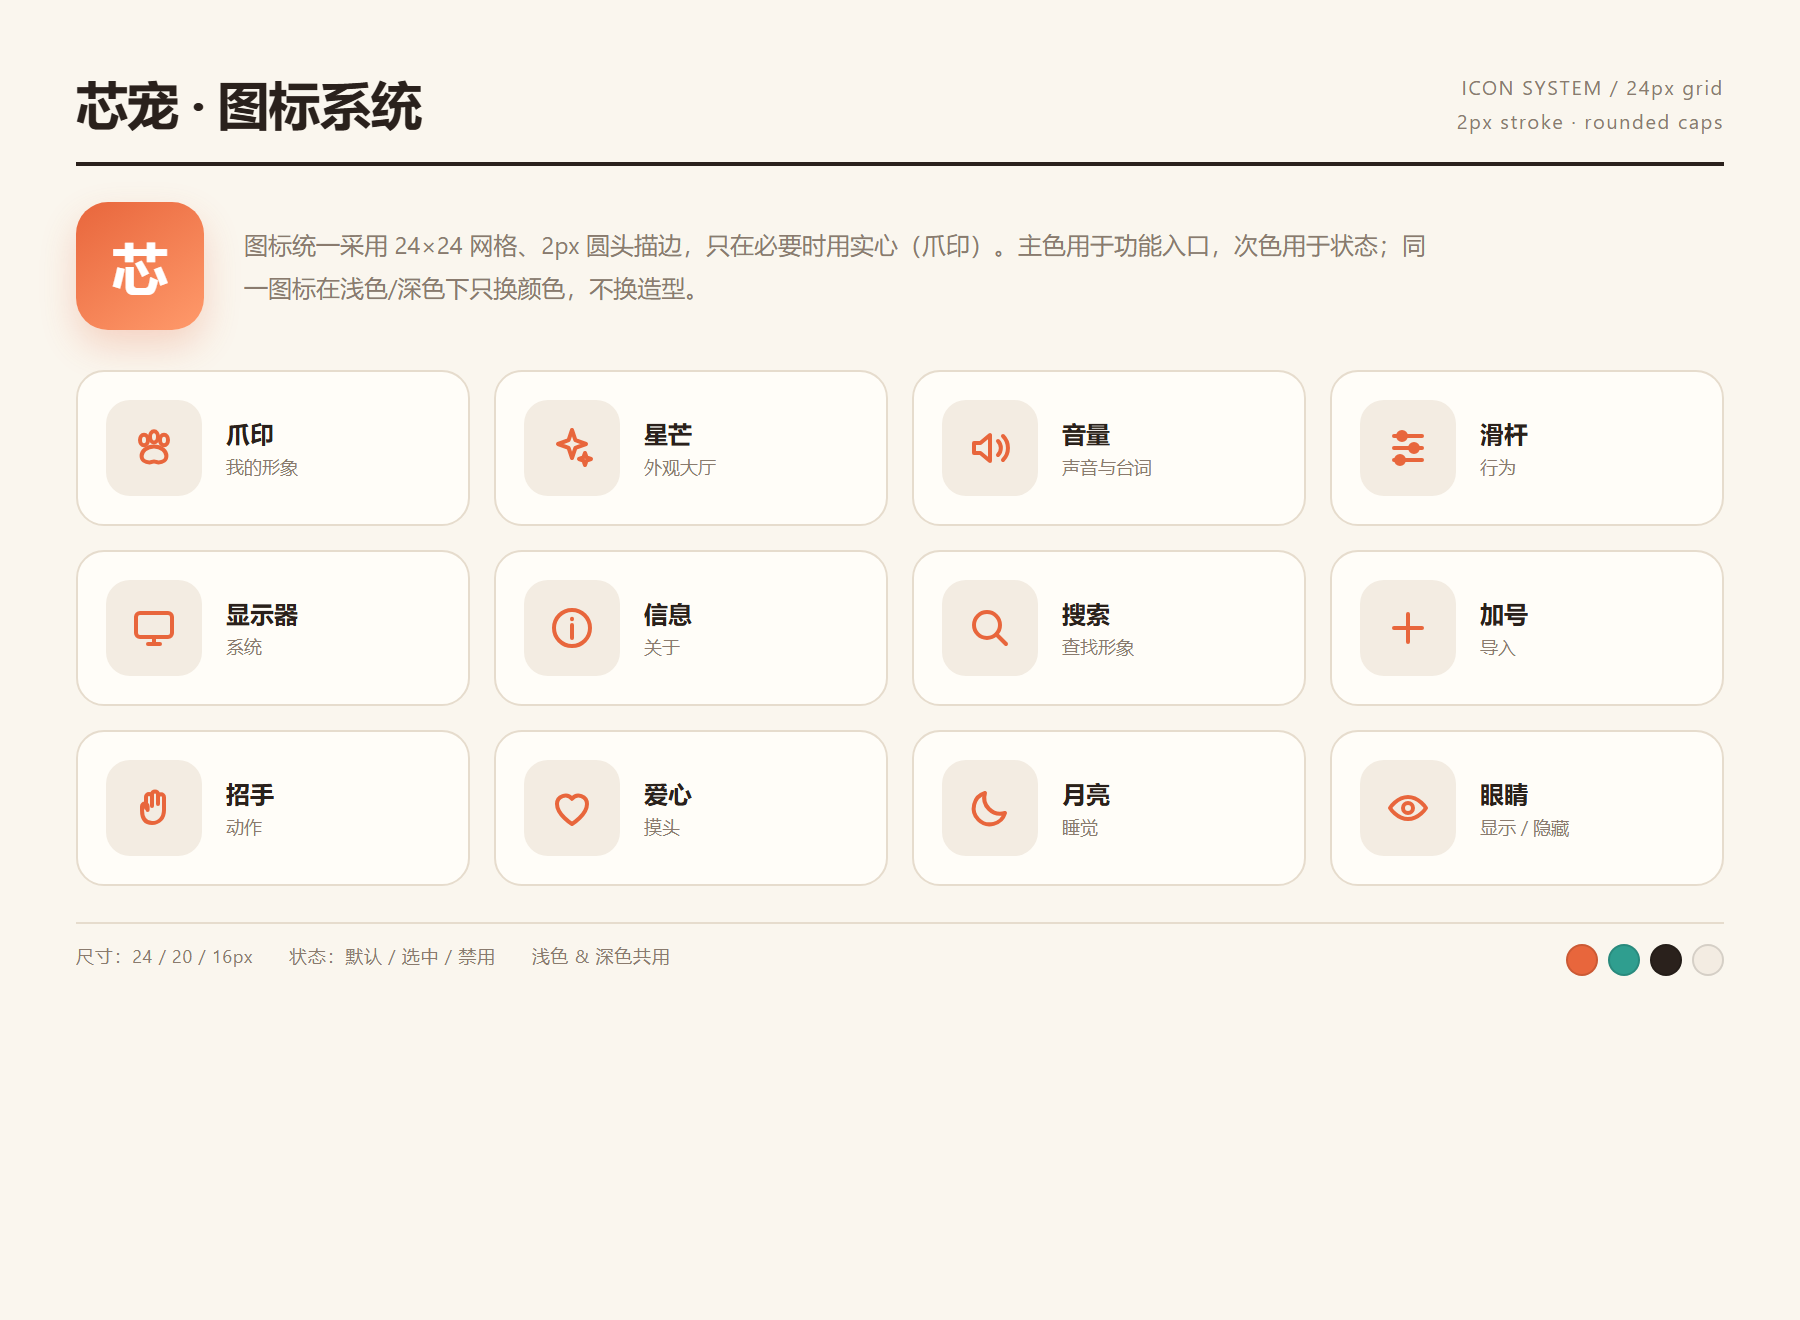 芯宠 · 图标系统
ICON SYSTEM / 24px grid
2px stroke · rounded caps
芯
图标统一采用 24×24 网格、2px 圆头描边，只在必要时用实心（爪印）。主色用于功能入口，次色用于状态；同
一图标在浅色/深色下只换颜色，不换造型。
爪印
我的形象
星芒
外观大厅
音量
声音与台词
滑杆
行为
显示器
系统
信息
关于
搜索
查找形象
加号
导入
招手
动作
爱心
摸头
月亮
睡觉
眼睛
显示 / 隐藏
尺寸：24 / 20 / 16px 状态：默认 / 选中 / 禁用 浅色 & 深色共用